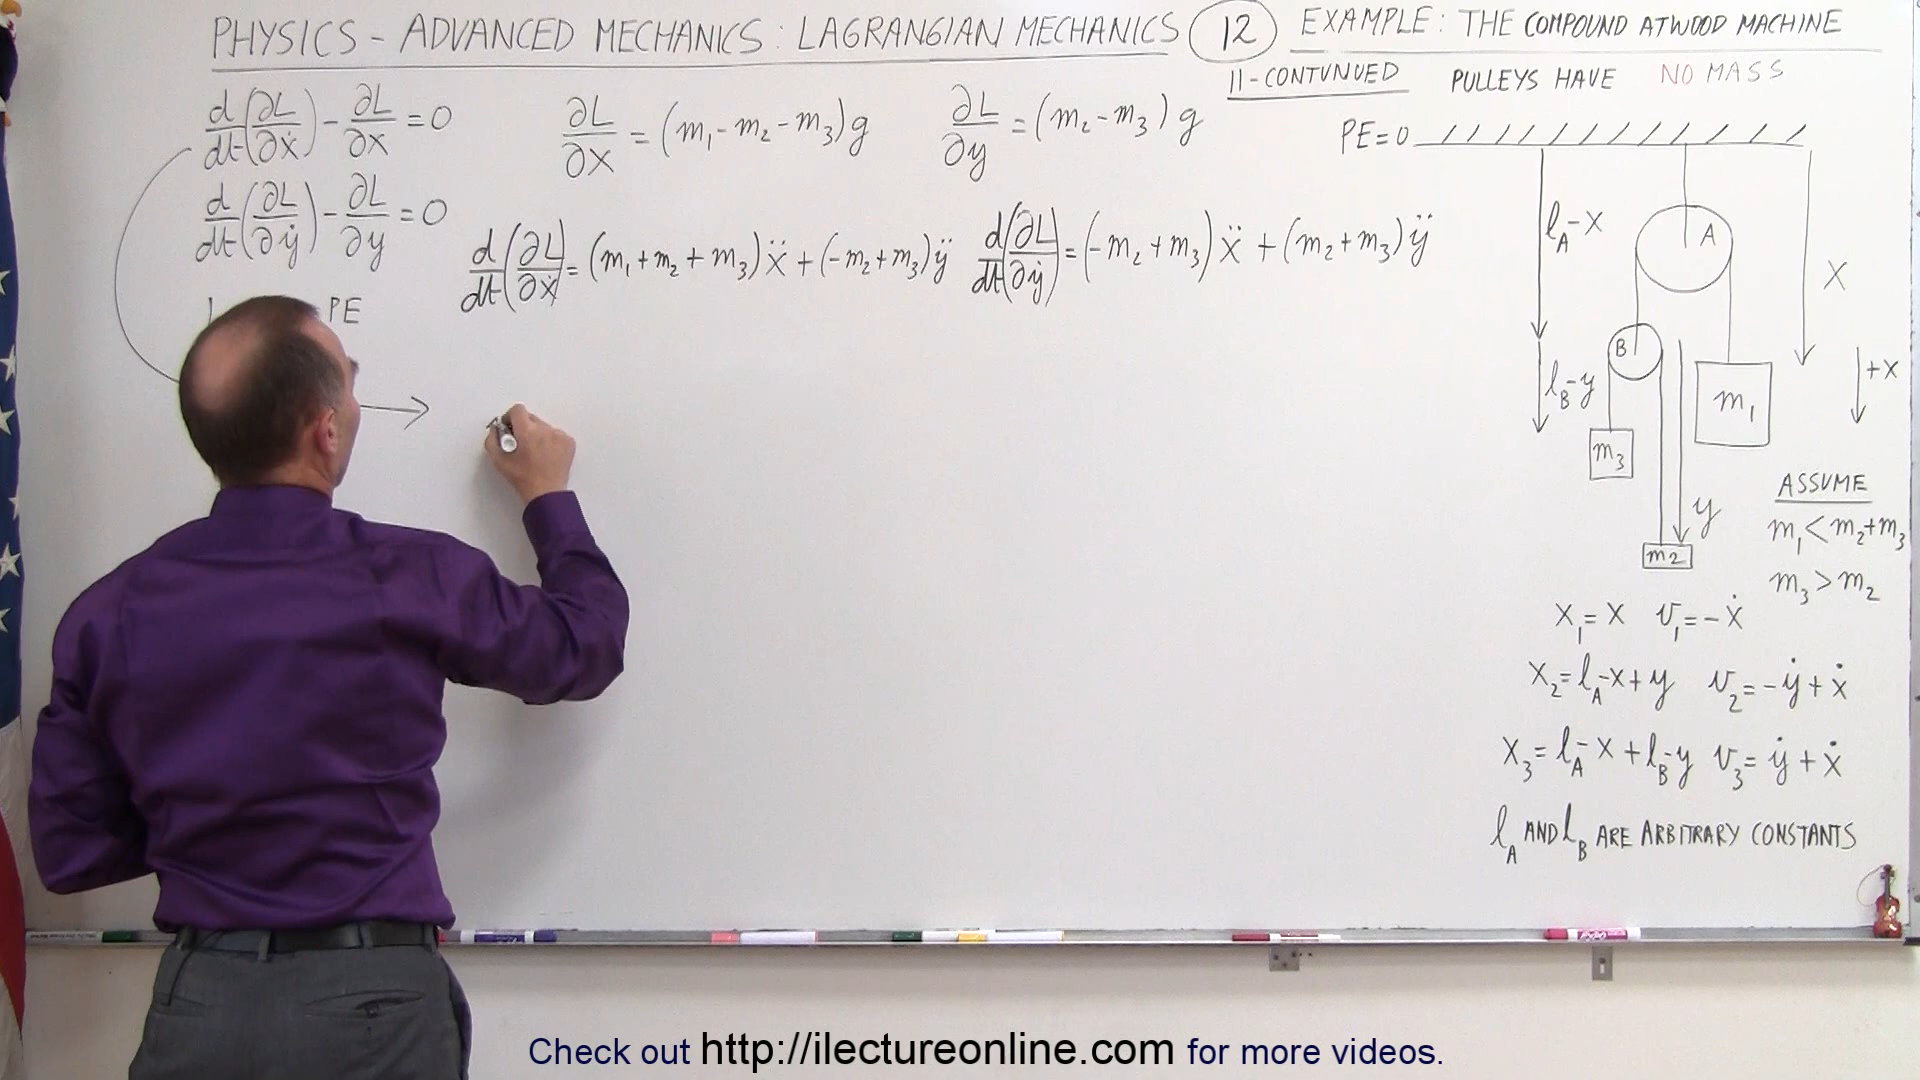 PHYSICS - ADVANCED MECHANICS: LAGRANGIAN MECHANICS 12 EXAMPLE: THE COMPOUND ATWOOD MACHINE
11-CONTUNUED PULLEYS HAVE NO MASS
d/dt(∂L/∂ẋ) - ∂L/∂x = 0
∂L/∂x = (m₁ - m₂ - m₃)g
∂L/∂y = (m₂ - m₃)g
d/dt(∂L/∂ẏ) - ∂L/∂y = 0
d/dt(∂L/∂ẋ) = (m₁ + m₂ + m₃)ẍ + (-m₂ + m₃)ÿ
d/dt(∂L/∂ẏ) = (-m₂ + m₃)ẍ + (m₂ + m₃)ÿ
PE
PE=0
l_A - x
A
x
B
l_B - y
+x
m₁
m₃
y
m2
ASSUME
m₁ < m₂+m₃
m₃ > m₂
x₁ = x v₁ = -ẋ
x₂ = l_A - x + y v₂ = -ẏ + ẋ
x₃ = l_A - x + l_B - y v₃ = ẏ + ẋ
l_A AND l_B ARE ARBITRARY CONSTANTS
Check out http://ilectureonline.com for more videos.